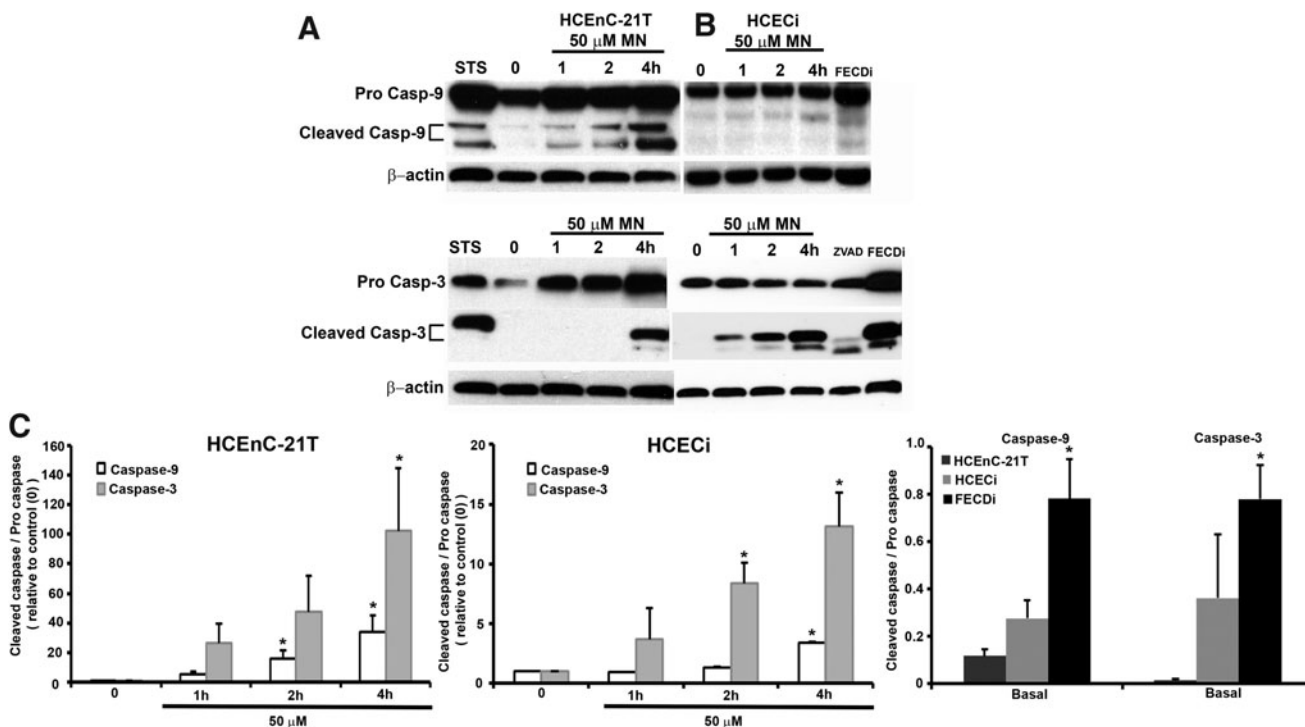 A
HCEnC-21T
50 μM MN
STS 0 1 2 4h
Pro Casp-9
Cleaved Casp-9
β-actin
B
HCECi
50 μM MN
0 1 2 4h FECDi
50 μM MN
STS 0 1 2 4h
Pro Casp-3
Cleaved Casp-3
β-actin
50 μM MN
0 1 2 4h ZVAD FECDi
C
HCEnC-21T
Cleaved caspase / Pro caspase
( relative to control (0) )
160
140
120
100
80
60
40
20
0
Caspase-9
Caspase-3
*
*
*
0 1h 2h 4h
50 μM
HCECi
Cleaved caspase / Pro caspase
( relative to control (0) )
20
15
10
5
0
Caspase-9
Caspase-3
*
*
*
0 1h 2h 4h
50 μM
Cleaved caspase / Pro caspase
1.0
0.8
0.6
0.4
0.2
0
Caspase-9 Caspase-3
HCEnC-21T
HCECi
FECDi
*
*
Basal Basal